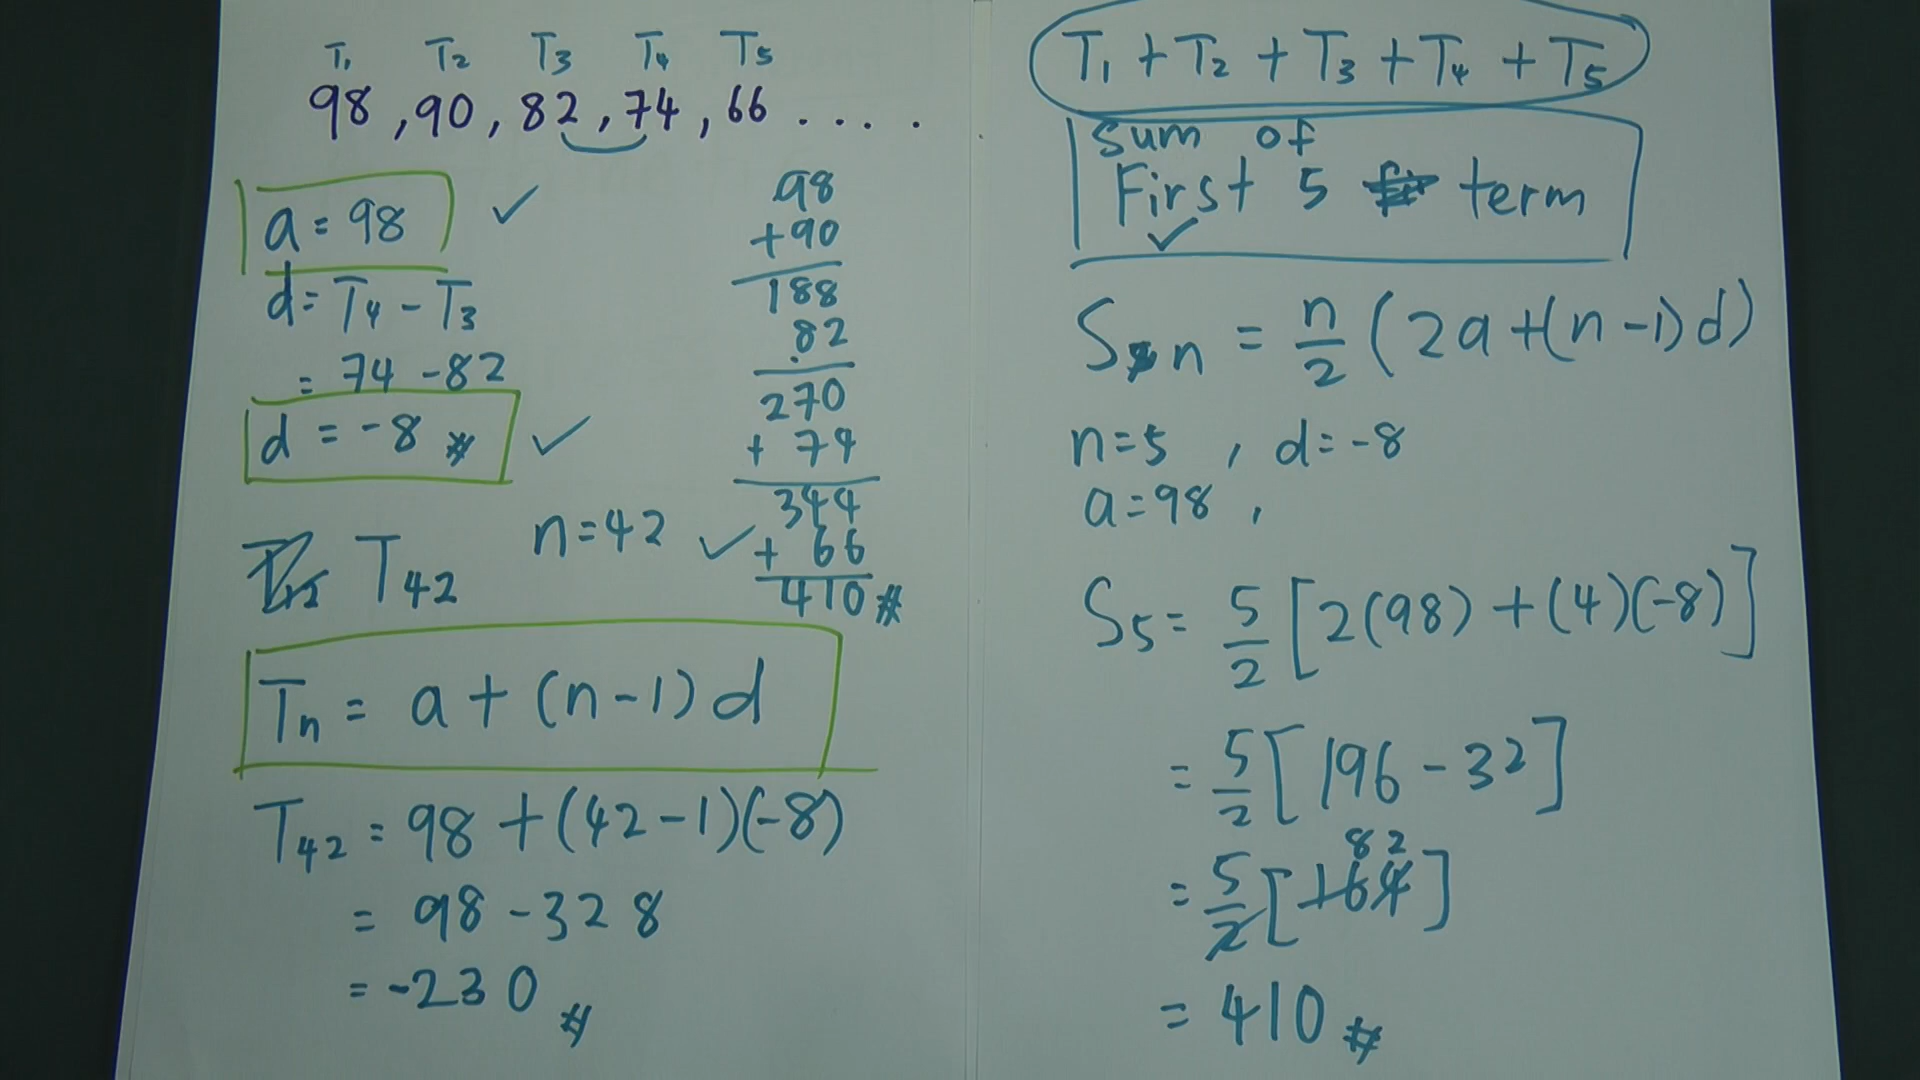 T1 T2 T3 T4 T5
98 , 90 , 82 , 74 , 66 . . . .
a = 98 ✓
d = T4 - T3
= 74 - 82
d = -8 # ✓
98
+90
188
82
270
+ 74
344
+ 66
410 #
T42 n=42 ✓
Tn = a + (n-1)d
T42 = 98 + (42-1)(-8)
= 98 - 328
= -230 #
T1 + T2 + T3 + T4 + T5
Sum of
First 5 term
✓
Sn = n/2 (2a+(n-1)d)
n=5 , d=-8
a=98 ,
S5 = 5/2 [2(98) + (4)(-8)]
= 5/2 [196 - 32]
82
= 5/2 [164]
= 410 #